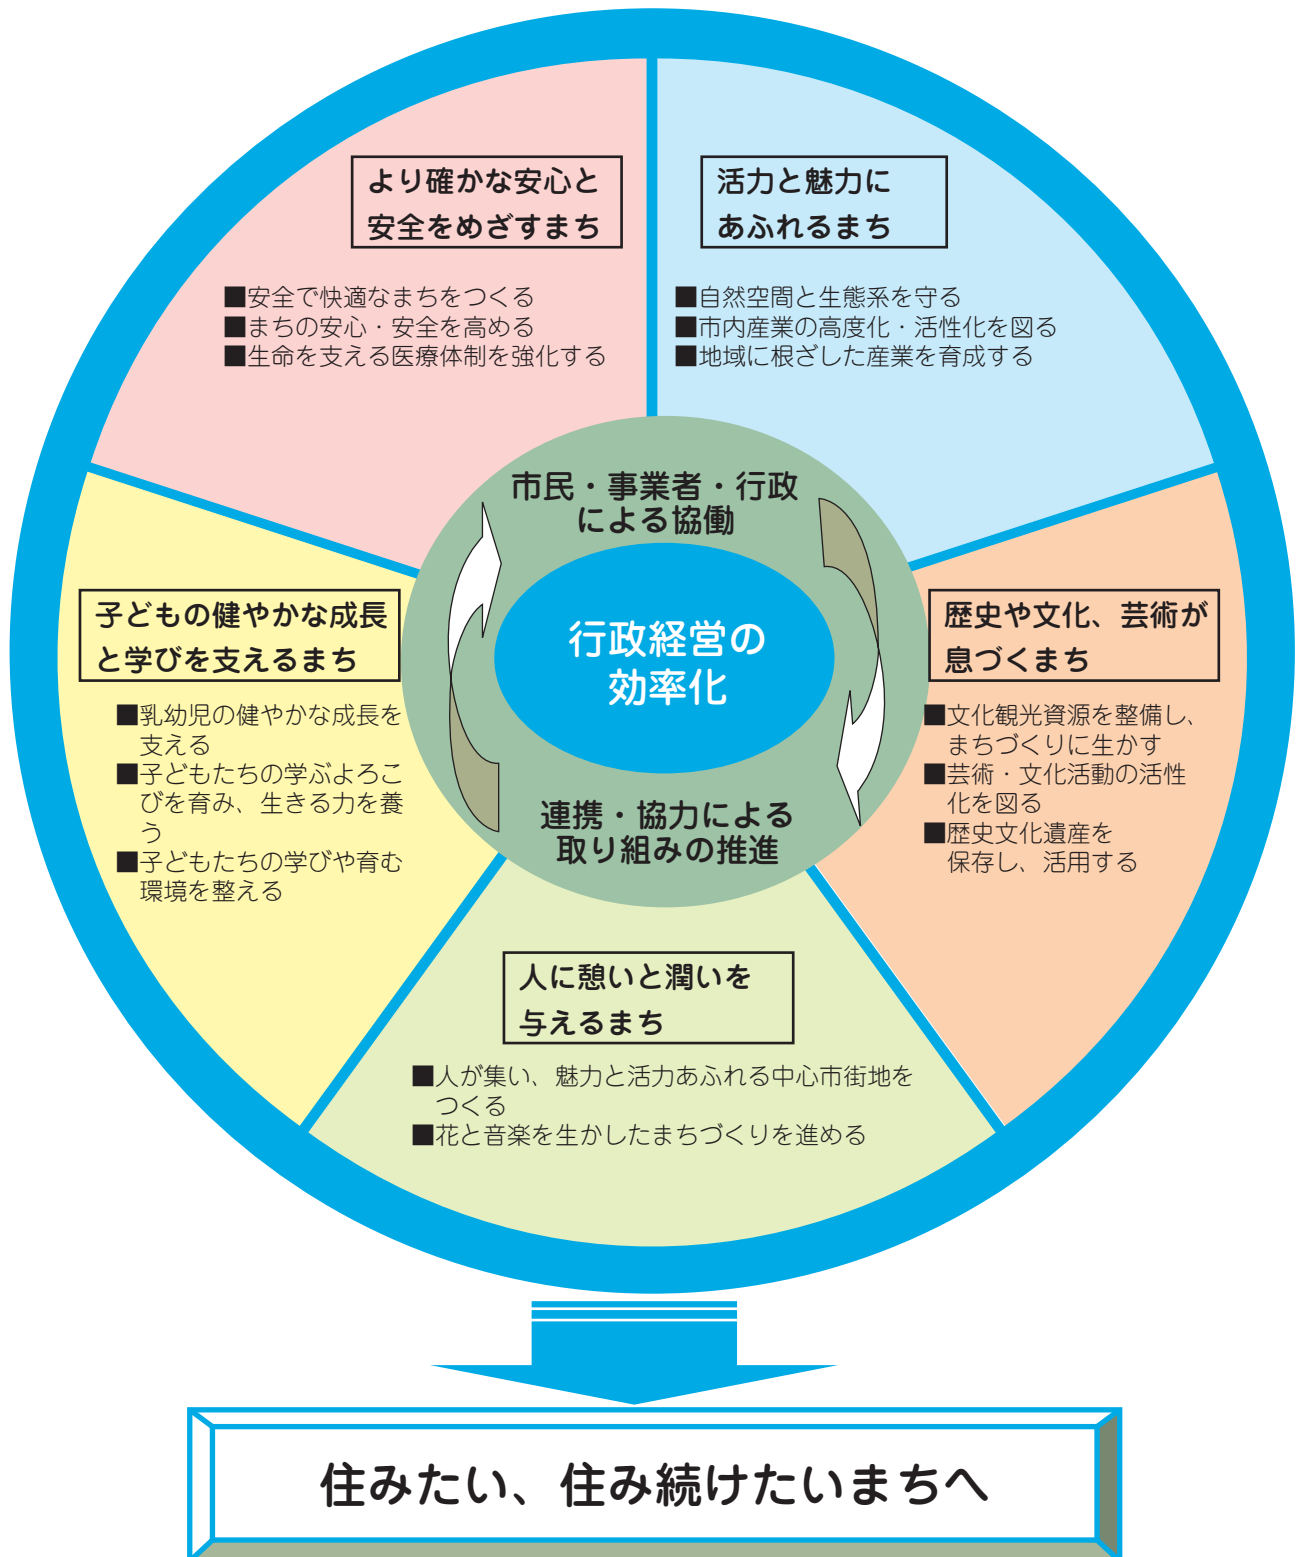 より確かな安心と
安全をめざすまち
■安全で快適なまちをつくる
■まちの安心・安全を高める
■生命を支える医療体制を強化する
活力と魅力に
あふれるまち
■自然空間と生態系を守る
■市内産業の高度化・活性化を図る
■地域に根ざした産業を育成する
市民・事業者・行政
による協働
行政経営の
効率化
連携・協力による
取り組みの推進
子どもの健やかな成長
と学びを支えるまち
■乳幼児の健やかな成長を
支える
■子どもたちの学ぶよろこ
びを育み、生きる力を養
う
■子どもたちの学びや育む
環境を整える
歴史や文化、芸術が
息づくまち
■文化観光資源を整備し、
まちづくりに生かす
■芸術・文化活動の活性
化を図る
■歴史文化遺産を
保存し、活用する
人に憩いと潤いを
与えるまち
■人が集い、魅力と活力あふれる中心市街地を
つくる
■花と音楽を生かしたまちづくりを進める
住みたい、住み続けたいまちへ